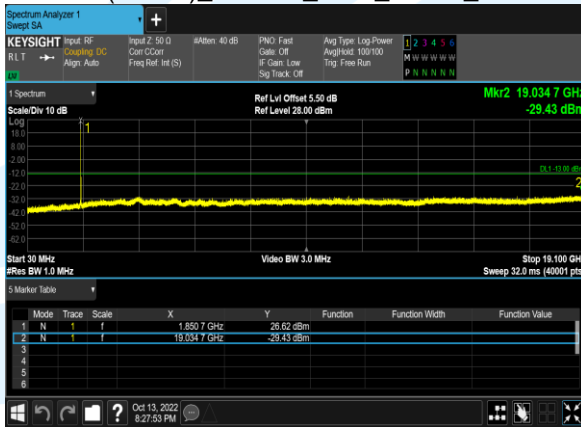 Spectrum Analyzer 1
Swept SA
KEYSIGHT
RLT
Input: RF
Coupling: DC
Align: Auto
Input Z: 50 Ω
Corr CCorr
Freq Ref: Int (S)
#Atten: 40 dB
PNO: Fast
Gate: Off
IF Gain: Low
Sig Track: Off
Avg Type: Log-Power
Avg|Hold: 100/100
Trig: Free Run
1 2 3 4 5 6
M W W W W W
P N N N N N
1 Spectrum
Scale/Div 10 dB
Ref Lvl Offset 5.50 dB
Ref Level 28.00 dBm
Mkr2 19.034 7 GHz
-29.43 dBm
Log
18.0
8.00
-2.00
-12.0
-22.0
-32.0
-42.0
-52.0
-62.0
1
DL1 -13.00 dBm
2
Start 30 MHz
#Res BW 1.0 MHz
Video BW 3.0 MHz
Stop 19.100 GHz
Sweep 32.0 ms (40001 pts
5 Marker Table
Mode Trace Scale X Y Function Function Width Function Value
1 N 1 f 1.850 7 GHz 26.62 dBm
2 N 1 f 19.034 7 GHz -29.43 dBm
3
4
5
6
Oct 13, 2022
8:27:53 PM